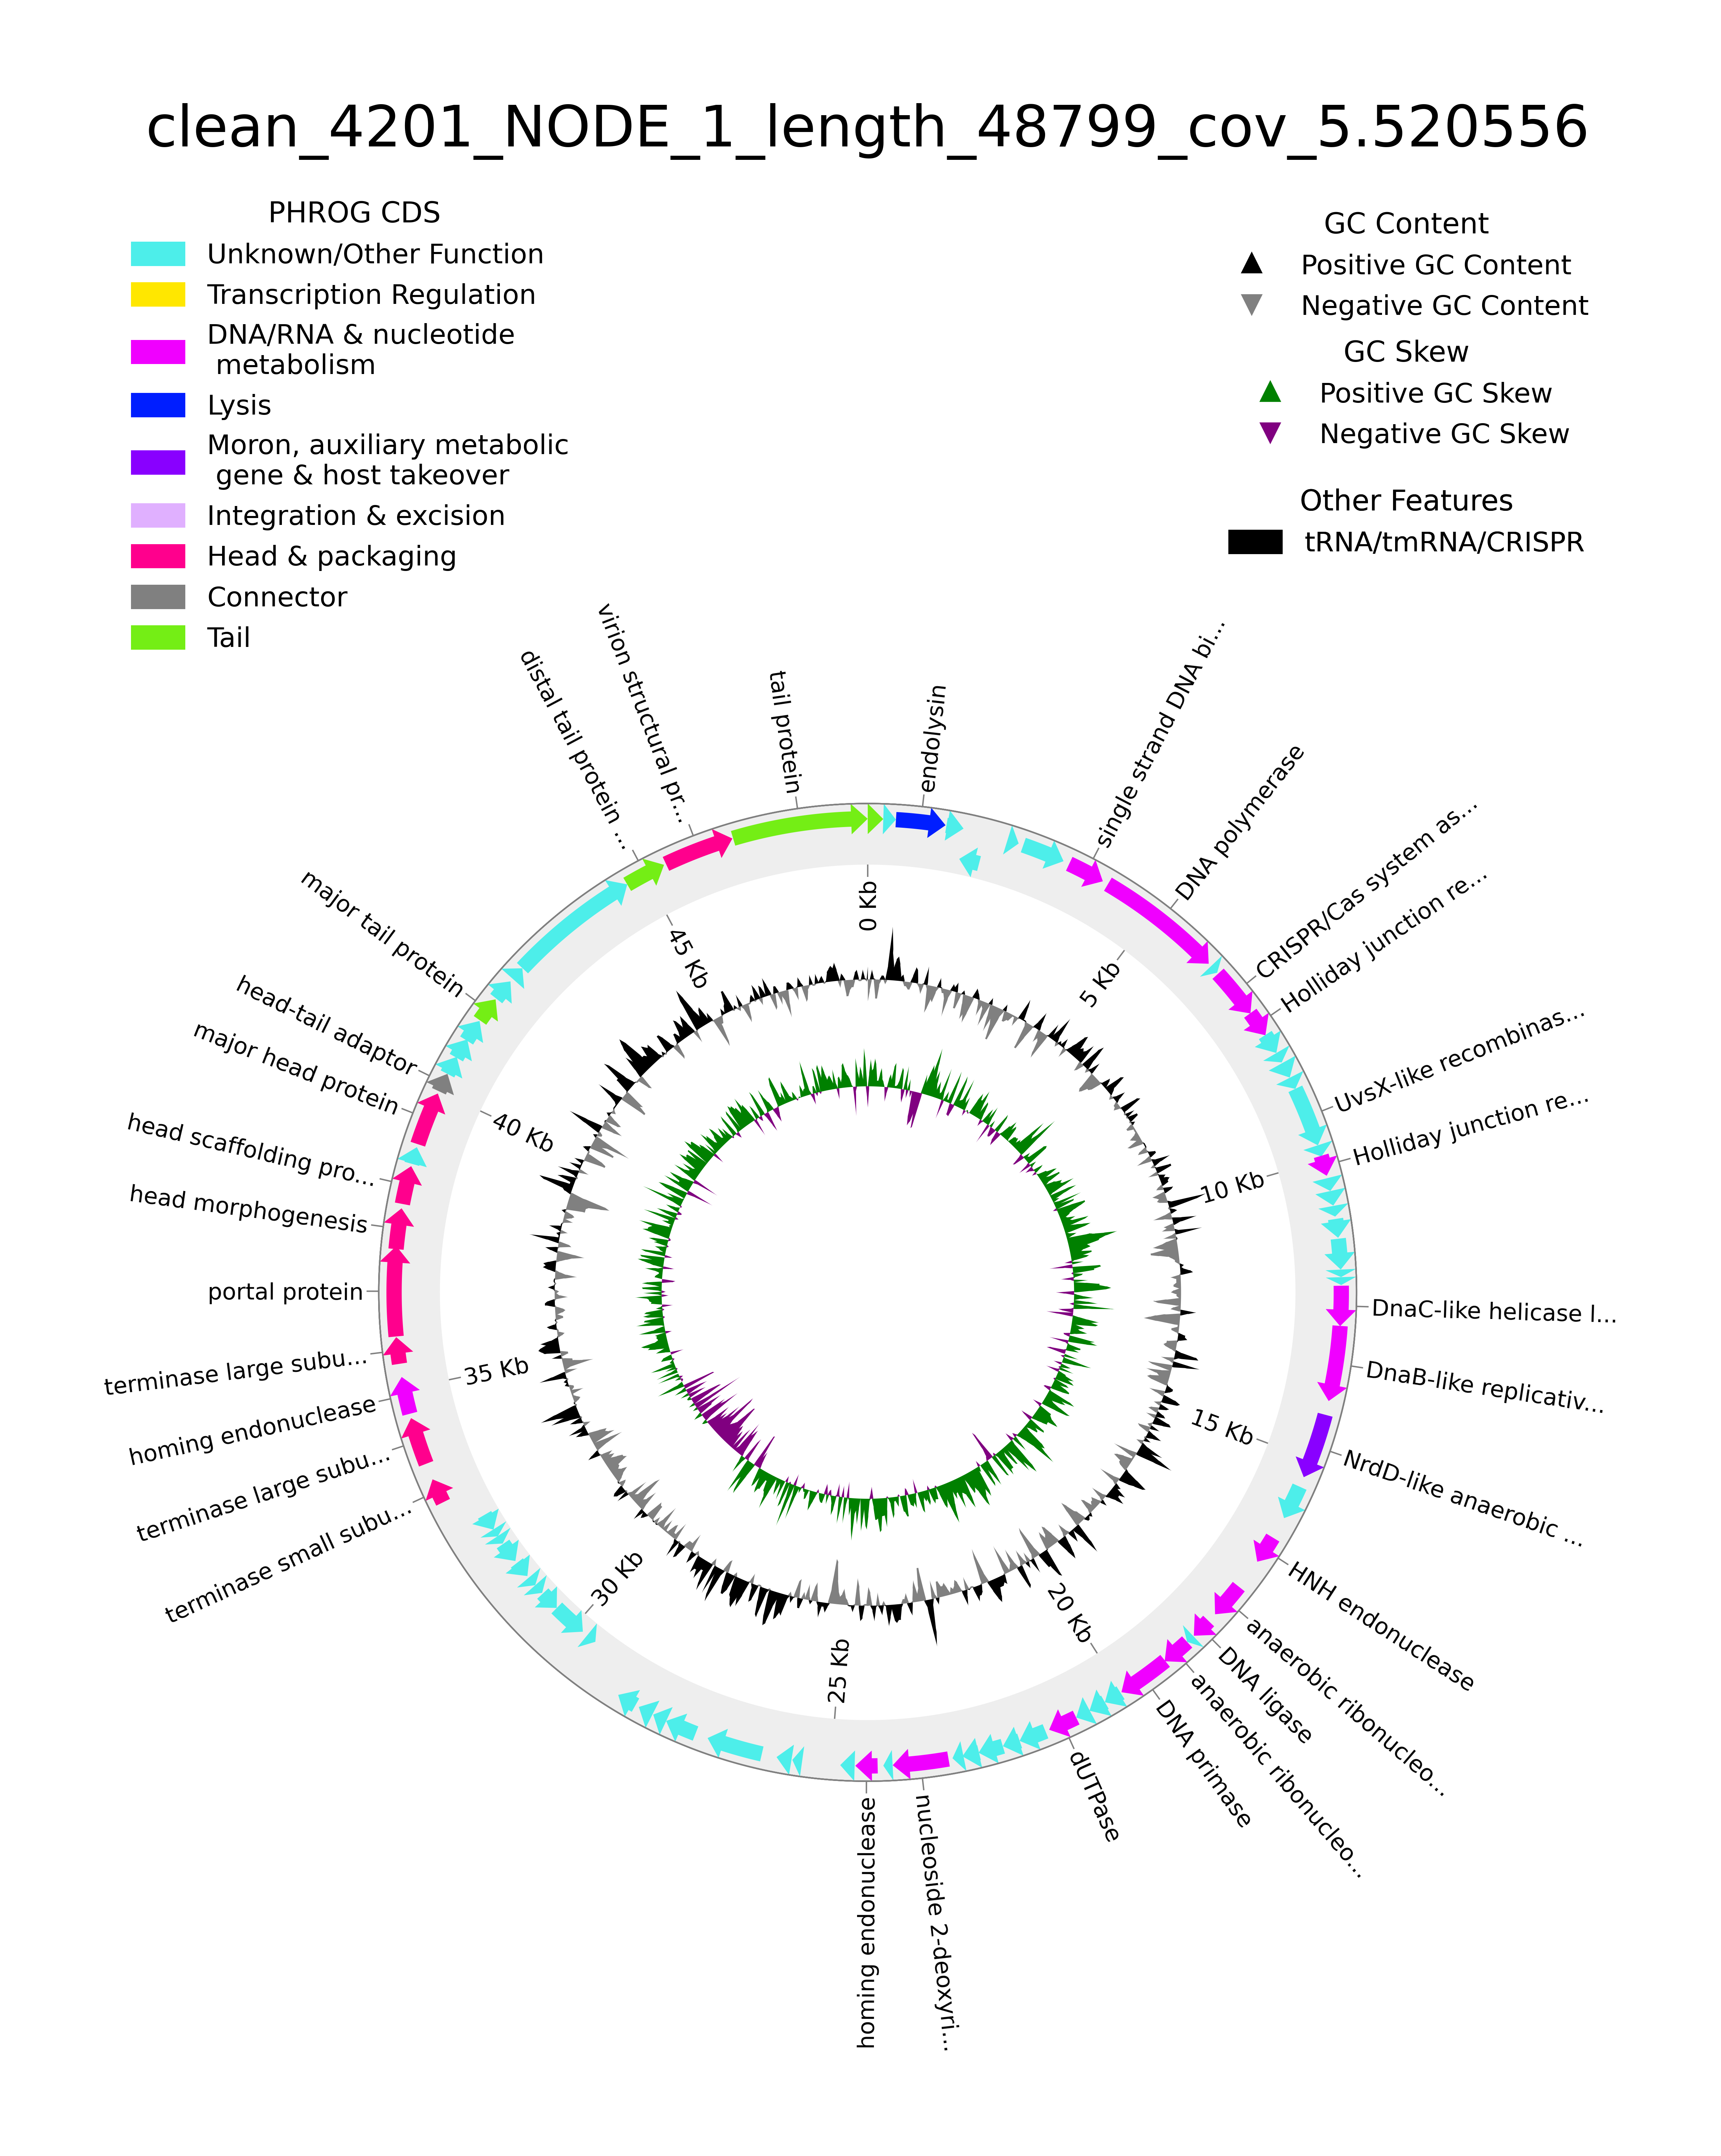 clean_4201_NODE_1_length_48799_cov_5.520556
PHROG CDS
Unknown/Other Function
Transcription Regulation
DNA/RNA & nucleotide
metabolism
Lysis
Moron, auxiliary metabolic
gene & host takeover
Integration & excision
Head & packaging
Connector
Tail
GC Content
Positive GC Content
Negative GC Content
GC Skew
Positive GC Skew
Negative GC Skew
Other Features
tRNA/tmRNA/CRISPR
endolysin
single strand DNA bi...
DNA polymerase
CRISPR/Cas system as...
Holliday junction re...
UvsX-like recombinas...
Holliday junction re...
DnaC-like helicase l...
DnaB-like replicativ...
NrdD-like anaerobic ...
HNH endonuclease
anaerobic ribonucleo...
DNA ligase
anaerobic ribonucleo...
DNA primase
dUTPase
nucleoside 2-deoxyri...
homing endonuclease
terminase small subu...
terminase large subu...
homing endonuclease
terminase large subu...
portal protein
head morphogenesis
head scaffolding pro...
major head protein
head-tail adaptor
major tail protein
distal tail protein ...
virion structural pr...
tail protein
0 Kb
5 Kb
10 Kb
15 Kb
20 Kb
25 Kb
30 Kb
35 Kb
40 Kb
45 Kb